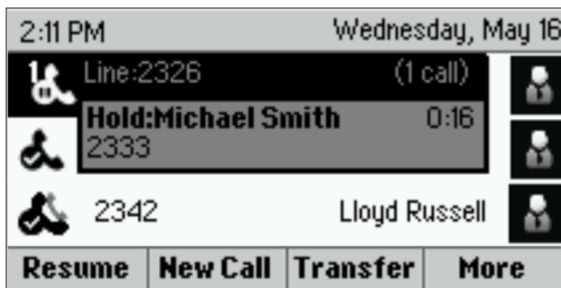 2:11 PM Wednesday, May 16
1 Line:2326 (1 call)
Hold:Michael Smith 0:16
2333
2342 Lloyd Russell
Resume New Call Transfer More